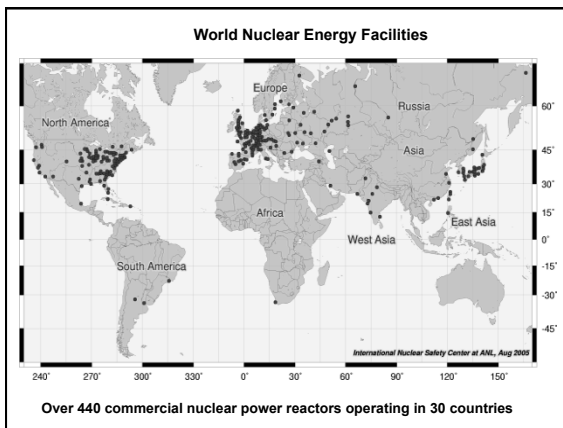 World Nuclear Energy Facilities
Europe
Russia
60°
North America
Asia
45°
30°
Africa
15°
East Asia
West Asia
0°
South America
-15°
-30°
-45°
International Nuclear Safety Center at ANL, Aug 2005
240° 270° 300° 330° 0° 30° 60° 90° 120° 150°
Over 440 commercial nuclear power reactors operating in 30 countries